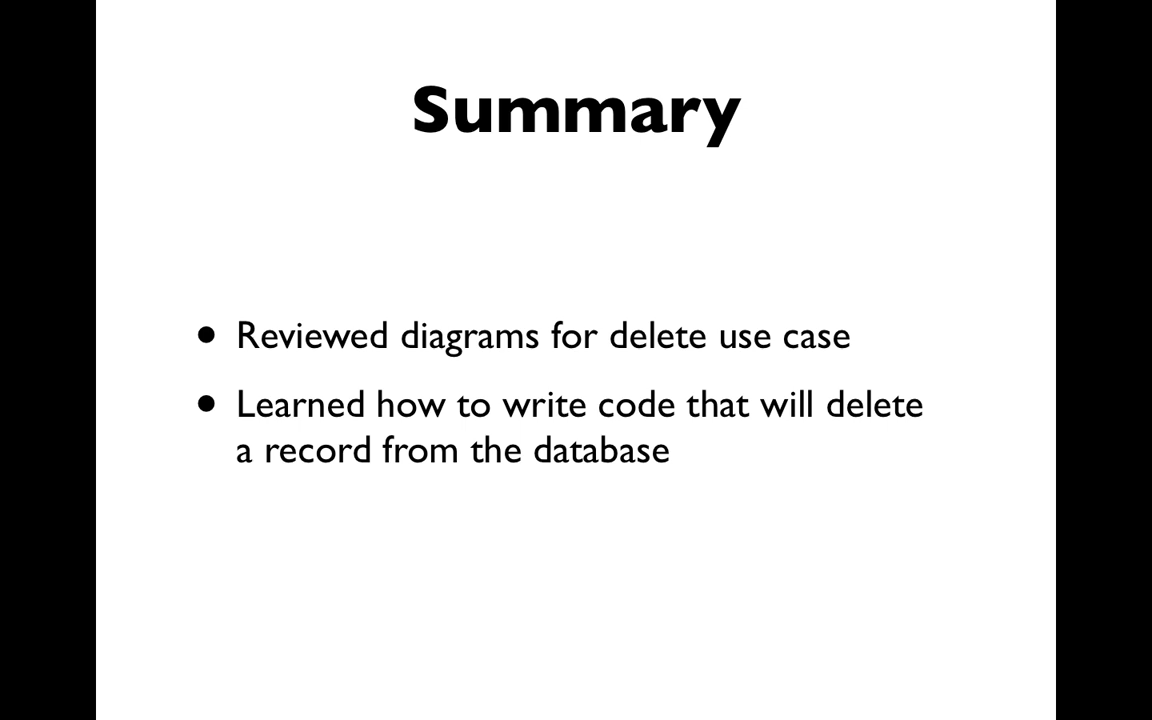 Summary
• Reviewed diagrams for delete use case
• Learned how to write code that will delete
a record from the database